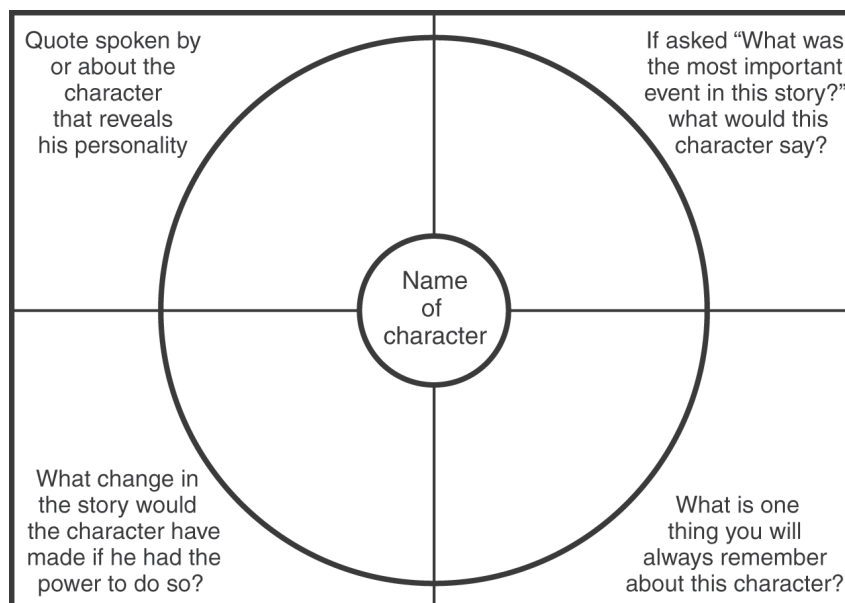 Quote spoken by
or about the
character
that reveals
his personality
If asked “What was
the most important
event in this story?”
what would this
character say?
Name
of
character
What change in
the story would
the character have
made if he had the
power to do so?
What is one
thing you will
always remember
about this character?